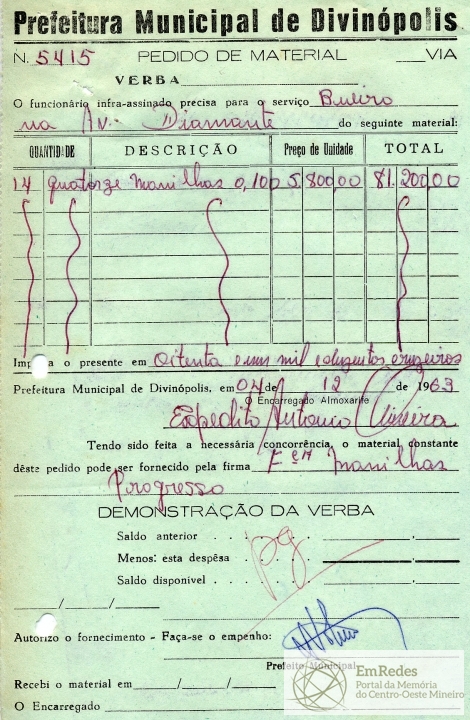 Prefeitura Municipal de Divinópolis
N. 5415 PEDIDO DE MATERIAL VIA
VERBA
O funcionário infra-assinado precisa para o serviço Bueiro
na Av. Diamante do seguinte material:
QUANTIDADE DESCRIÇÃO Preço de Unidade TOTAL
14 quatorze manilhas 0,100 5.800,00 81.200,00
Importa o presente em oitenta e um mil e duzentos cruzeiros
Prefeitura Municipal de Divinópolis, em 04 de 12 de 1963
O Encarregado Almoxarife
Expedito Antonio Oliveira
Tendo sido feita a necessária concorrência, o material constante
dêste pedido pode ser fornecido pela firma Fca Manilhas
Progresso
DEMONSTRAÇÃO DA VERBA
Saldo anterior
pg
Menos: esta despêsa
Saldo disponivel
Autorizo o fornecimento - Faça-se o empenho:
Prefeito Municipal
Recebi o material em
O Encarregado
EmRedes
Portal da Memória
do Centro-Oeste Mineiro